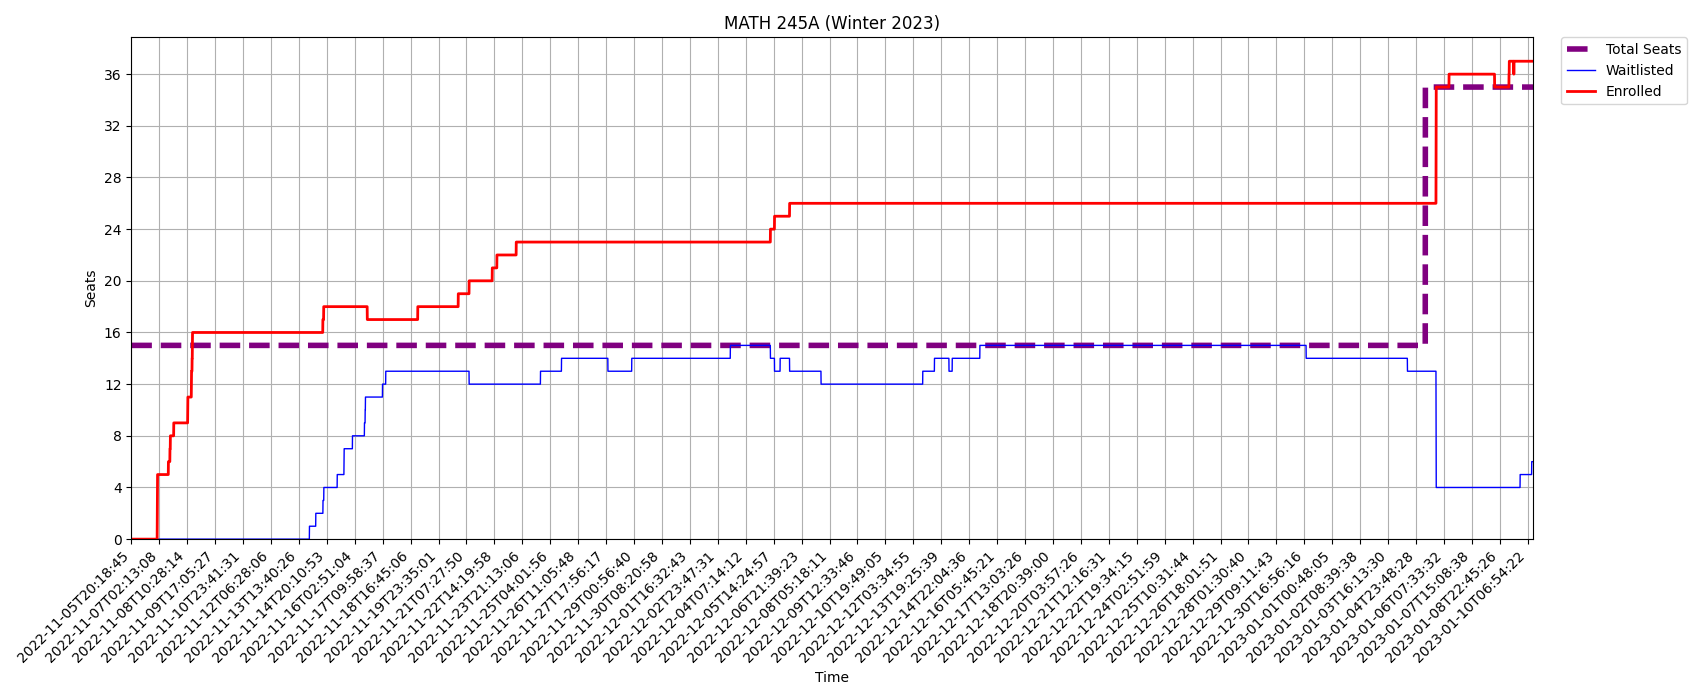 MATH 245A (Winter 2023)
Total Seats
Waitlisted
Enrolled
Seats
36
32
28
24
20
16
12
8
4
0
2022-11-05T20:18:45
2022-11-07T02:13:08
2022-11-08T10:28:14
2022-11-09T17:05:27
2022-11-10T23:41:31
2022-11-12T06:28:06
2022-11-13T13:40:26
2022-11-14T20:10:53
2022-11-16T02:51:04
2022-11-17T09:58:37
2022-11-18T16:45:06
2022-11-19T23:35:01
2022-11-21T07:27:50
2022-11-22T14:19:58
2022-11-23T21:13:06
2022-11-25T04:01:56
2022-11-26T11:05:48
2022-11-27T17:56:17
2022-11-29T00:56:40
2022-11-30T08:20:58
2022-12-01T16:32:43
2022-12-02T23:47:31
2022-12-04T07:14:12
2022-12-05T14:24:57
2022-12-06T21:39:23
2022-12-08T05:18:11
2022-12-09T12:33:46
2022-12-10T19:49:05
2022-12-12T03:34:55
2022-12-13T19:25:39
2022-12-14T22:04:36
2022-12-16T05:45:21
2022-12-17T13:03:26
2022-12-18T20:39:00
2022-12-20T03:57:26
2022-12-21T12:16:31
2022-12-22T19:34:15
2022-12-24T02:51:59
2022-12-25T10:31:44
2022-12-26T18:01:51
2022-12-28T01:30:40
2022-12-29T09:11:43
2022-12-30T16:56:16
2023-01-01T00:48:05
2023-01-02T08:39:38
2023-01-03T16:13:30
2023-01-04T23:48:28
2023-01-06T07:33:32
2023-01-07T15:08:38
2023-01-08T22:45:26
2023-01-10T06:54:22
Time